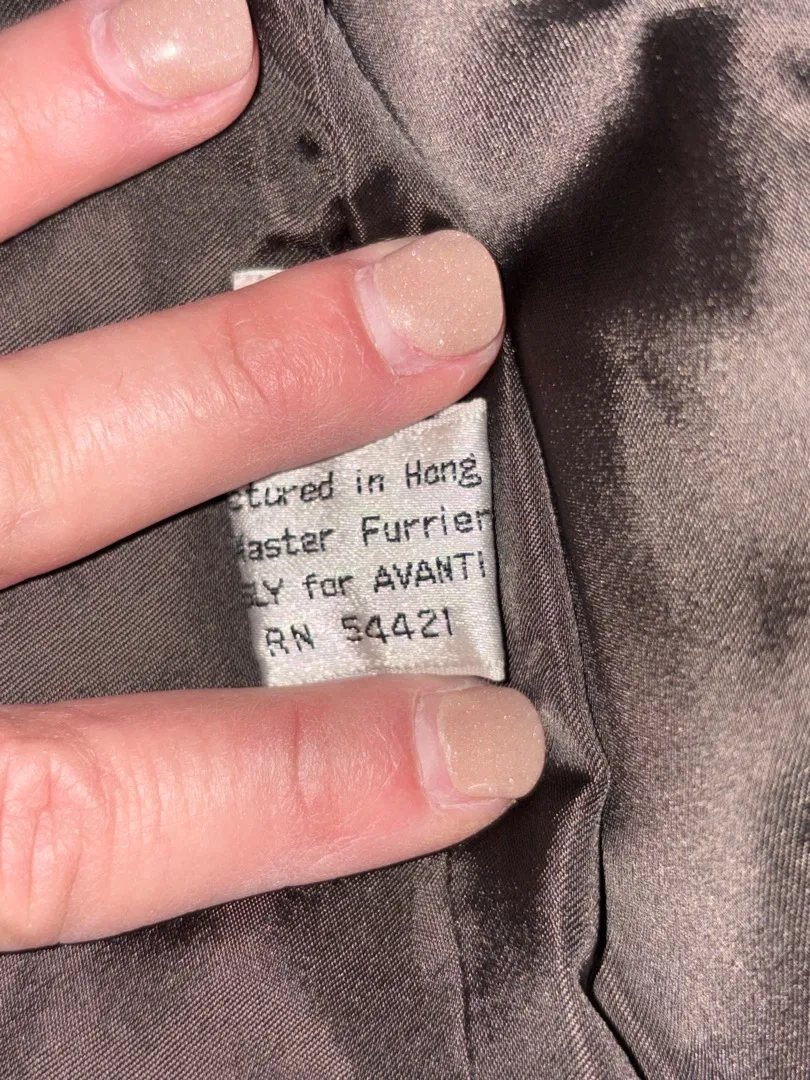 ctured in Hong
Master Furrier
LY for AVANTI
RN 54421